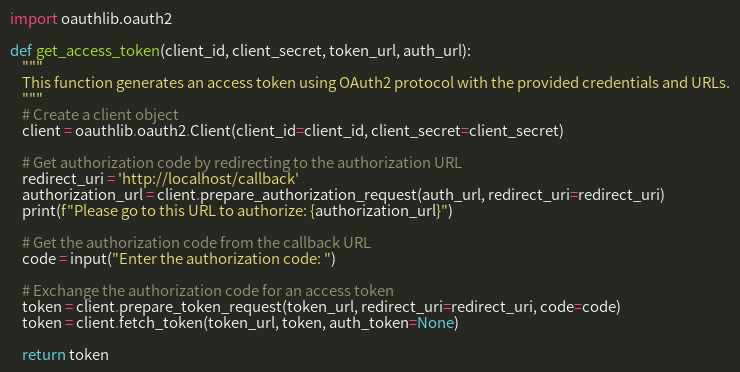 import oauthlib.oauth2

def get_access_token(client_id, client_secret, token_url, auth_url):
    """
    This function generates an access token using OAuth2 protocol with the provided credentials and URLs.
    """
    # Create a client object
    client = oauthlib.oauth2.Client(client_id=client_id, client_secret=client_secret)

    # Get authorization code by redirecting to the authorization URL
    redirect_uri = 'http://localhost/callback'
    authorization_url = client.prepare_authorization_request(auth_url, redirect_uri=redirect_uri)
    print(f"Please go to this URL to authorize: {authorization_url}")

    # Get the authorization code from the callback URL
    code = input("Enter the authorization code: ")

    # Exchange the authorization code for an access token
    token = client.prepare_token_request(token_url, redirect_uri=redirect_uri, code=code)
    token = client.fetch_token(token_url, token, auth_token=None)

    return token